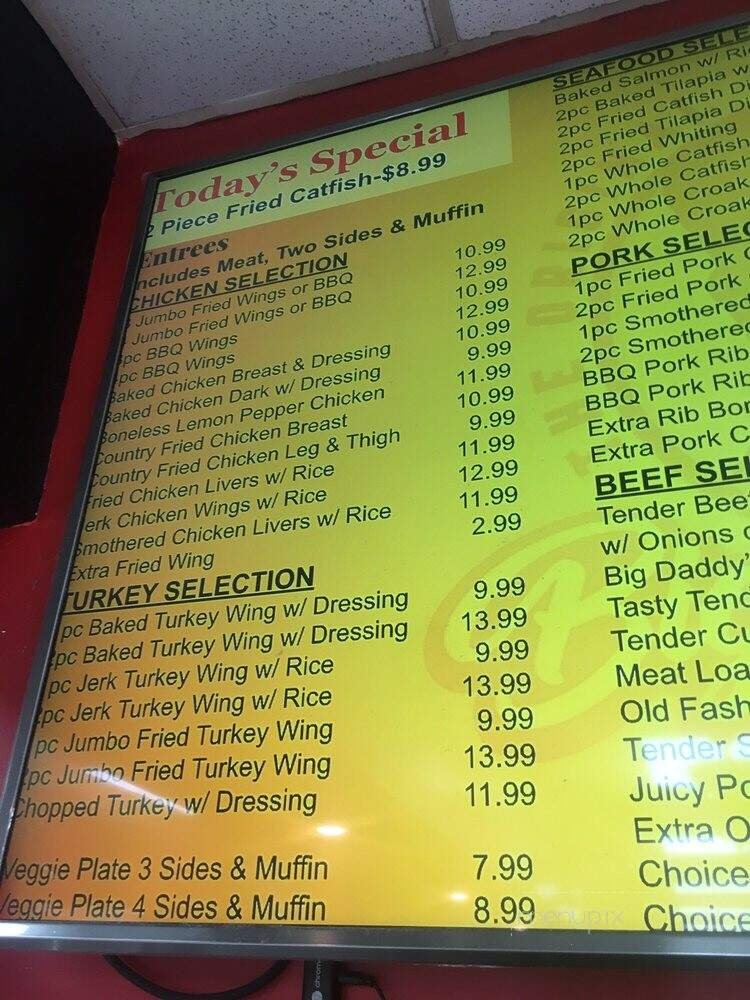 Today's Special
2 Piece Fried Catfish-$8.99
Entrees
Includes Meat, Two Sides & Muffin
CHICKEN SELECTION
Jumbo Fried Wings or BBQ 10.99
Jumbo Fried Wings or BBQ 12.99
pc BBQ Wings 10.99
pc BBQ Wings 12.99
Baked Chicken Breast & Dressing 10.99
Baked Chicken Dark w/ Dressing 9.99
Boneless Lemon Pepper Chicken 11.99
Country Fried Chicken Breast 10.99
Country Fried Chicken Leg & Thigh 9.99
Fried Chicken Livers w/ Rice 11.99
Jerk Chicken Wings w/ Rice 12.99
Smothered Chicken Livers w/ Rice 11.99
Extra Fried Wing 2.99
TURKEY SELECTION
pc Baked Turkey Wing w/ Dressing 9.99
pc Baked Turkey Wing w/ Dressing 13.99
pc Jerk Turkey Wing w/ Rice 9.99
pc Jerk Turkey Wing w/ Rice 13.99
pc Jumbo Fried Turkey Wing 9.99
2pc Jumbo Fried Turkey Wing 13.99
Chopped Turkey w/ Dressing 11.99
Veggie Plate 3 Sides & Muffin 7.99
Veggie Plate 4 Sides & Muffin 8.99
SEAFOOD SELE
Baked Salmon w/ Ri
2pc Baked Tilapia w
2pc Fried Catfish Di
2pc Fried Tilapia Di
2pc Fried Whiting
1pc Whole Catfish
2pc Whole Catfish
1pc Whole Croak
2pc Whole Croak
PORK SELEC
1pc Fried Pork C
2pc Fried Pork
1pc Smothered
2pc Smothered
BBQ Pork Rib
BBQ Pork Rib
Extra Rib Bon
Extra Pork C
BEEF SEL
Tender Bee
w/ Onions
Big Daddy'
Tasty Tend
Tender Cu
Meat Loa
Old Fash
Tender S
Juicy Po
Extra O
Choice
Choice